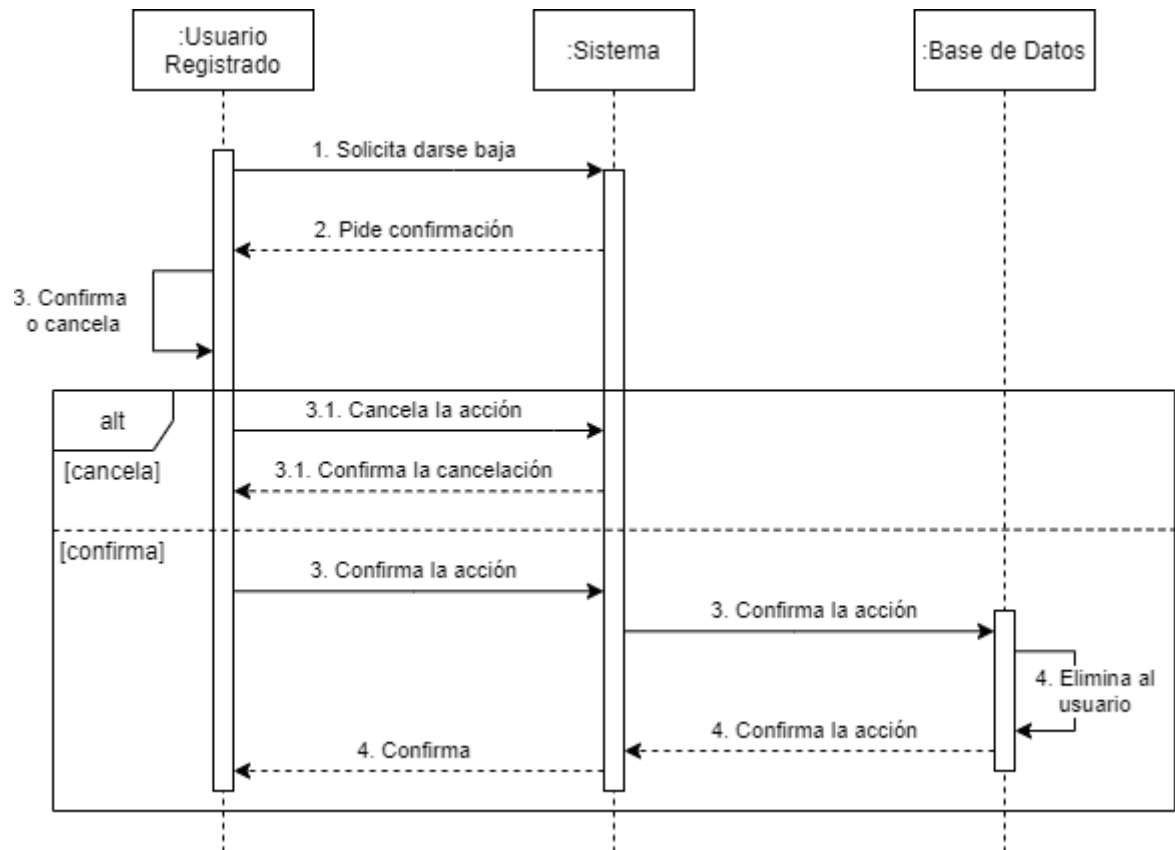 :Usuario
Registrado
:Sistema
:Base de Datos
1. Solicita darse baja
2. Pide confirmación
3. Confirma
o cancela
alt
3.1. Cancela la acción
[cancela]
3.1. Confirma la cancelación
[confirma]
3. Confirma la acción
3. Confirma la acción
4. Elimina al
usuario
4. Confirma la acción
4. Confirma